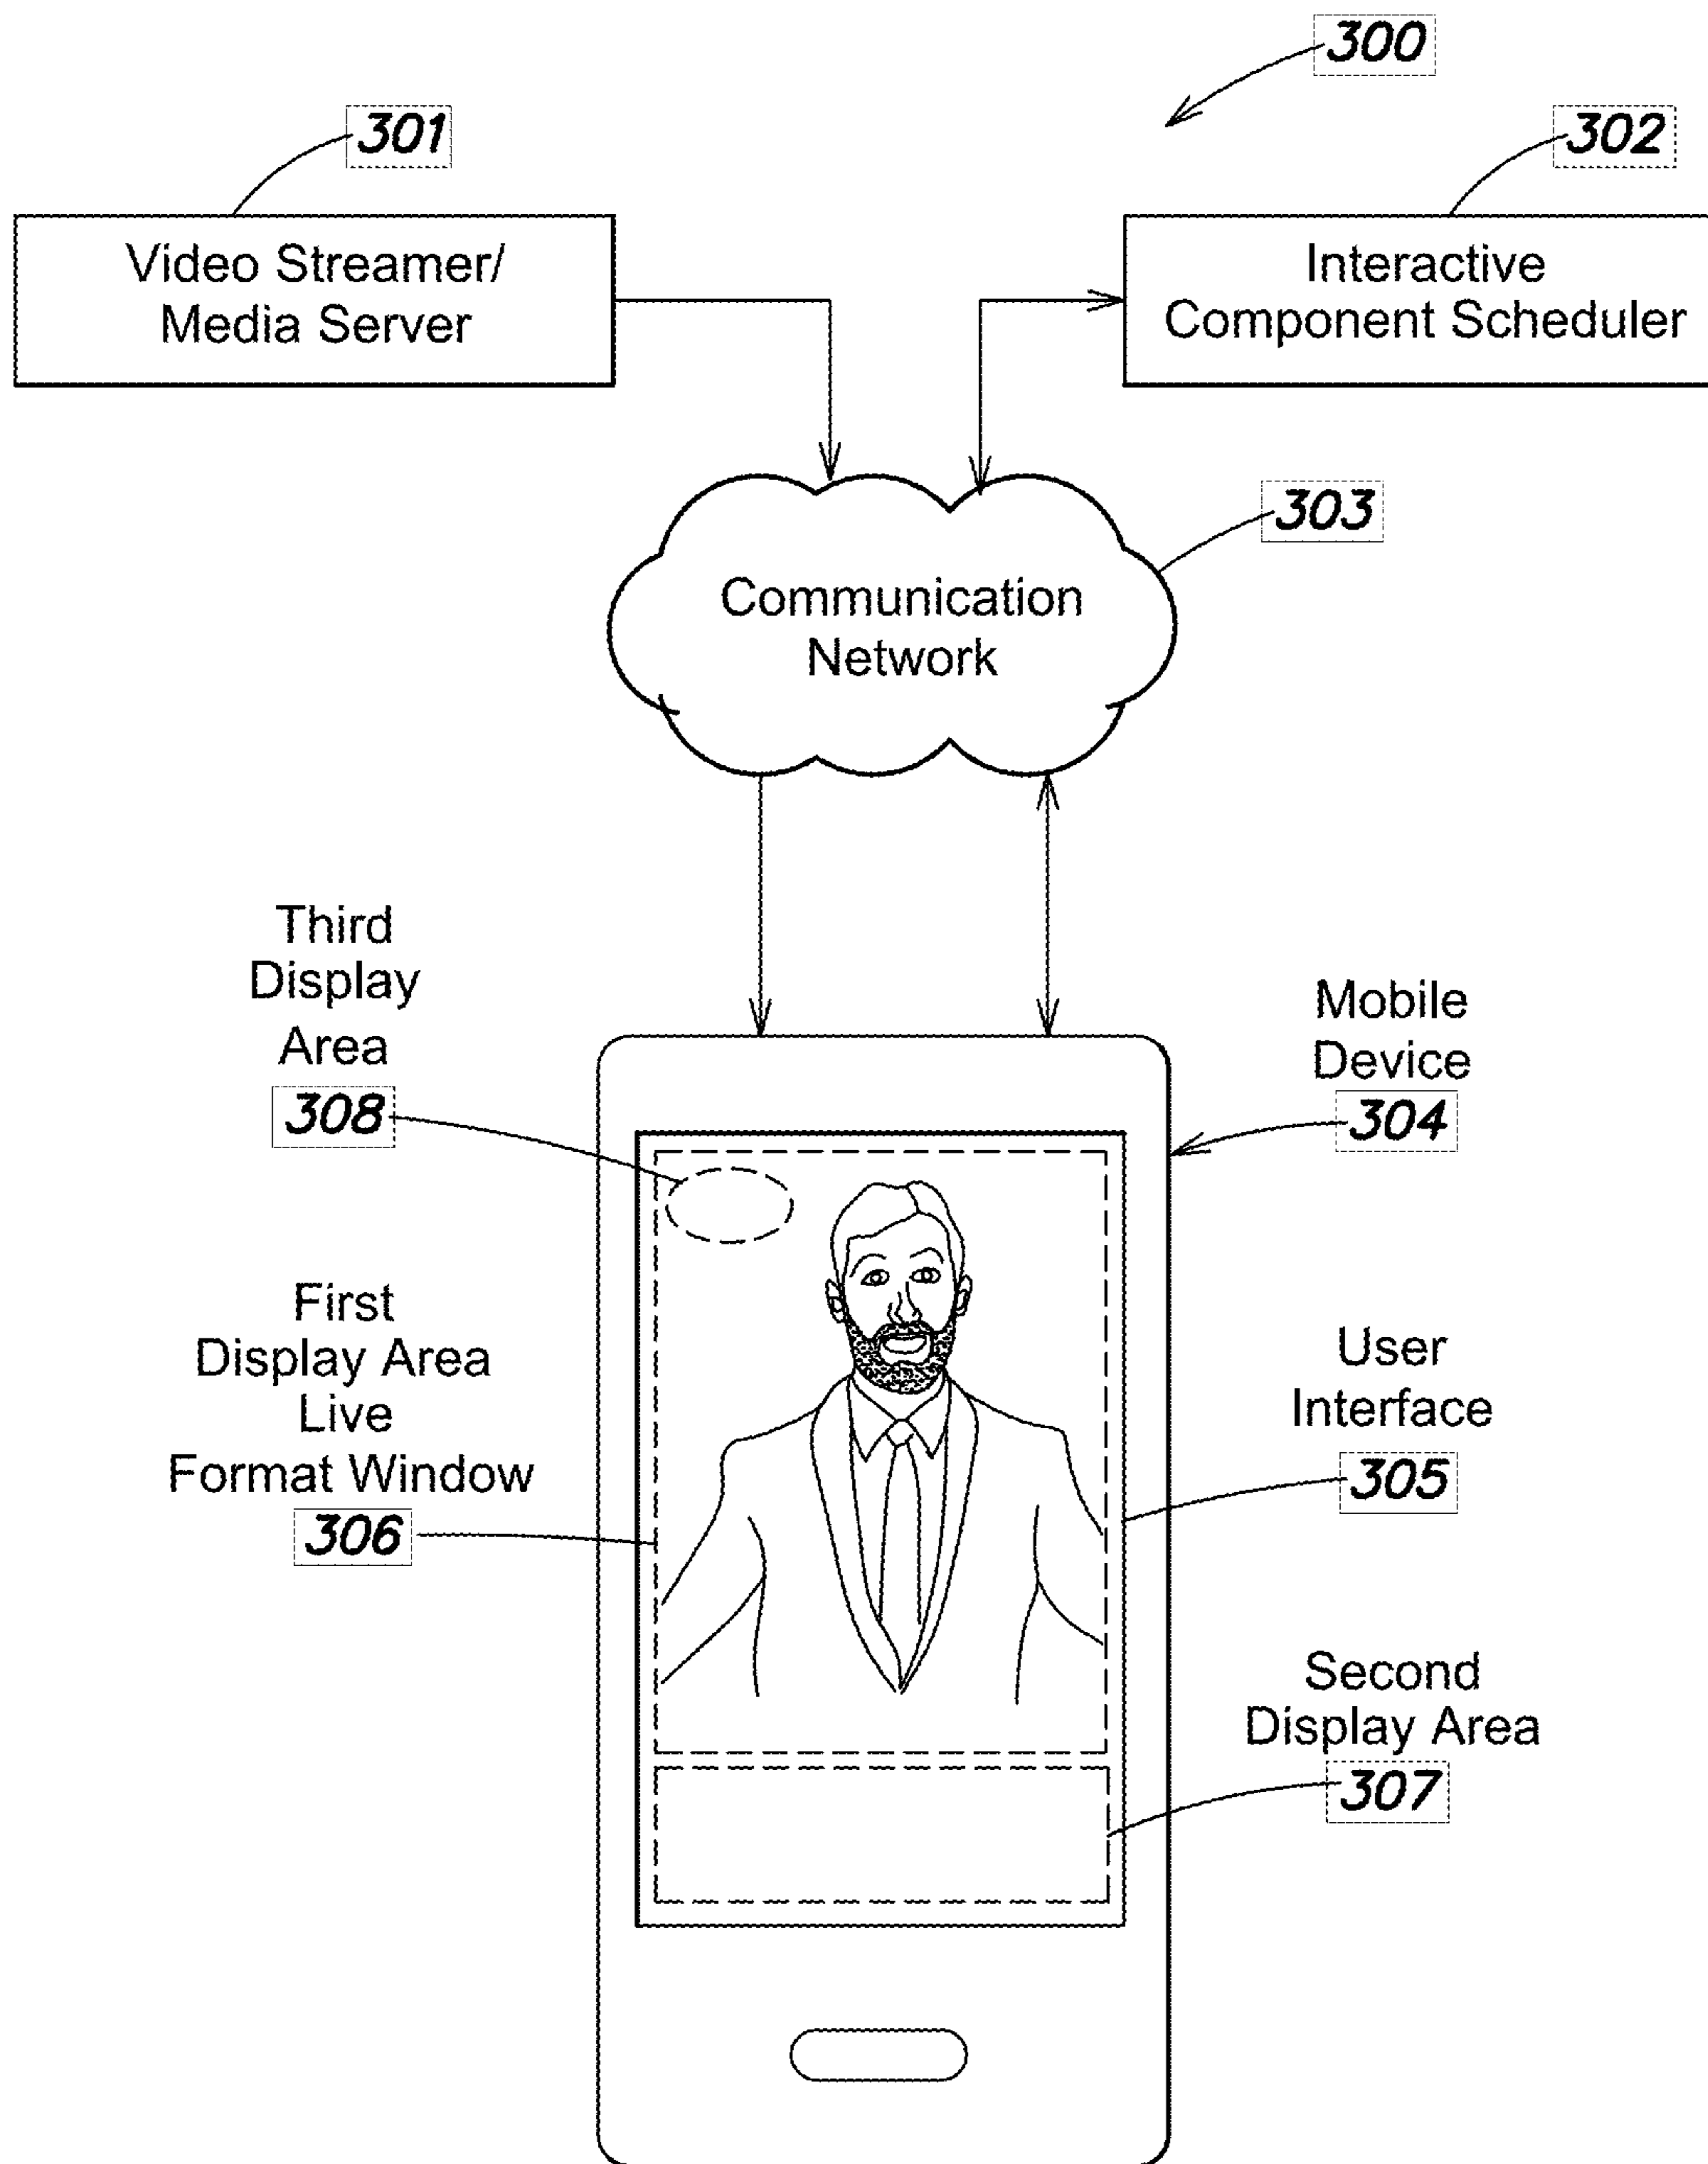 300
301
302
Video Streamer/
Media Server
Interactive
Component Scheduler
303
Communication
Network
Third
Display
Area
308
Mobile
Device
304
First
Display Area
Live
Format Window
306
User
Interface
305
Second
Display Area
307